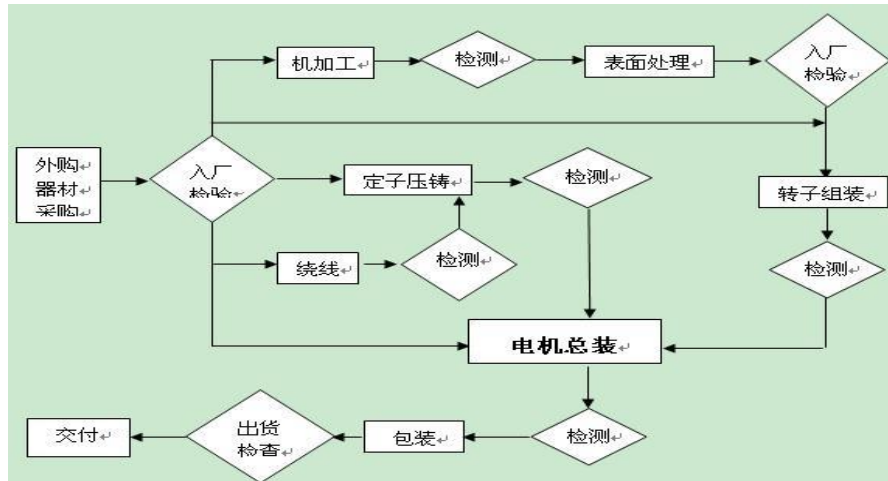 机加工
检测
表面处理
入厂
检验
外购
器材
采购
入厂
检验
定子压铸
检测
转子组装
绕线
检测
检测
电机总装
交付
出货
检查
包装
检测